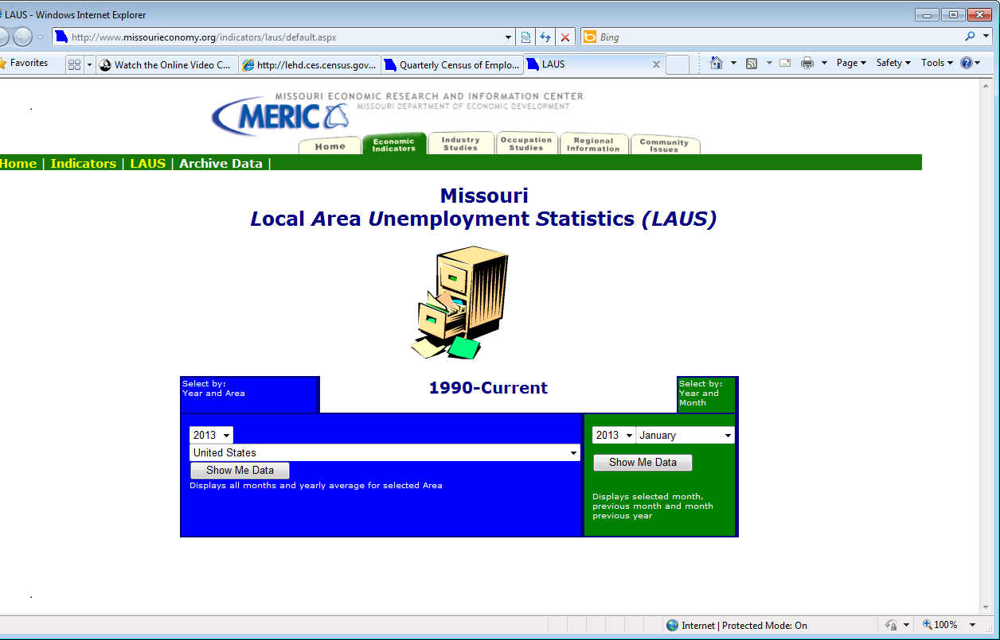 LAUS - Windows Internet Explorer
http://www.missourieconomy.org/indicators/laus/default.aspx
Bing
Favorites
Watch the Online Video C...
http://lehd.ces.census.gov...
Quarterly Census of Emplo...
LAUS
Page
Safety
Tools
MISSOURI ECONOMIC RESEARCH AND INFORMATION CENTER
MISSOURI DEPARTMENT OF ECONOMIC DEVELOPMENT
MERIC
Home
Economic Indicators
Industry Studies
Occupation Studies
Regional Information
Community Issues
Home | Indicators | LAUS | Archive Data |
Missouri
Local Area Unemployment Statistics (LAUS)
Select by:
Year and Area
1990-Current
Select by:
Year and
Month
2013
United States
Show Me Data
Displays all months and yearly average for selected Area
2013 January
Show Me Data
Displays selected month,
previous month and month
previous year
Internet | Protected Mode: On
100%